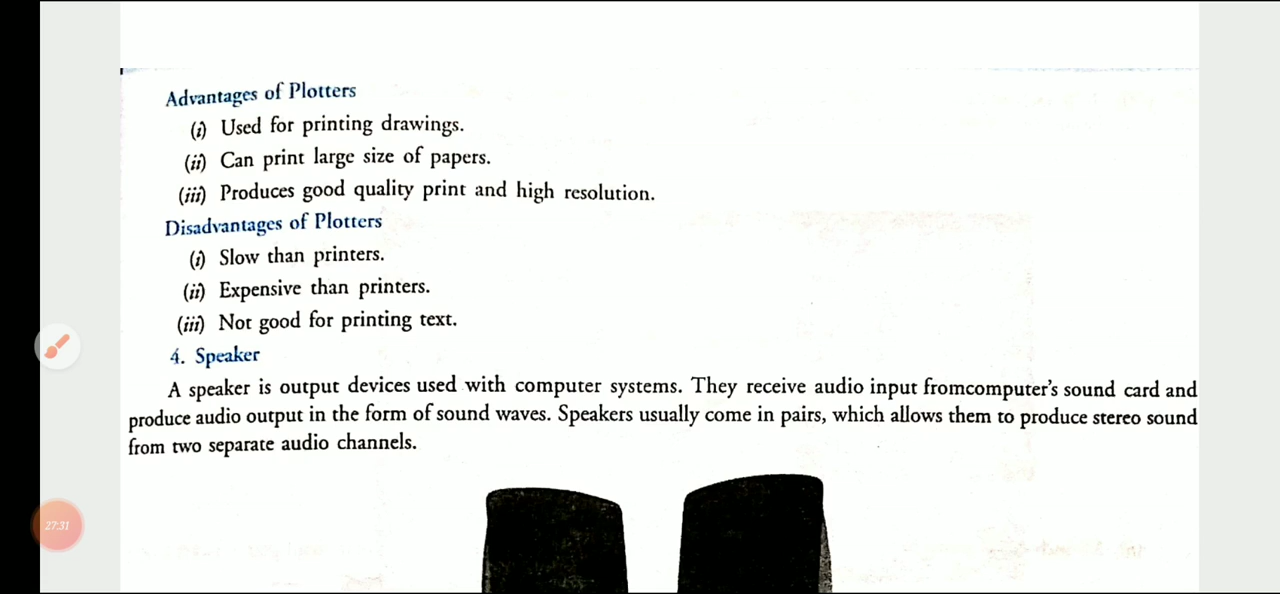 Advantages of Plotters
(i) Used for printing drawings.
(ii) Can print large size of papers.
(iii) Produces good quality print and high resolution.
Disadvantages of Plotters
(i) Slow than printers.
(ii) Expensive than printers.
(iii) Not good for printing text.
4. Speaker
A speaker is output devices used with computer systems. They receive audio input fromcomputer's sound card and
produce audio output in the form of sound waves. Speakers usually come in pairs, which allows them to produce stereo sound
from two separate audio channels.
27:31